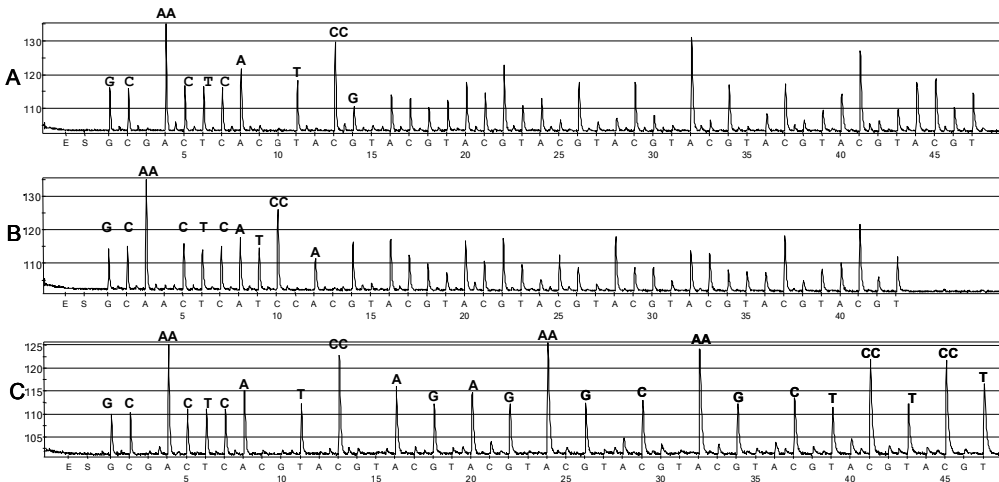 AA
CC
A
T
G C C T C
G
A
130
120
110
E S G C G A C T C A C G T A C G T A C G T A C G T A C G T A C G T A C G T A C G T A C G T A C G T
5 10 15 20 25 30 35 40 45
AA
CC
G C C T C A
T
A
B
130
120
110
E S G C A A C T C A T C C A C G T A C G T A C G T A C G T A C G T A C G T A C G T A C G T
5 10 15 20 25 30 35 40
AA CC AA AA CC CC
A A A T
G C C T C T G G G C G C T T
C
125
120
115
110
105
E S G C G A C T C A C G T A C G T A C G T A C G T A C G T A C G T A C G T A C G T A C G T A C G T
5 10 15 20 25 30 35 40 45